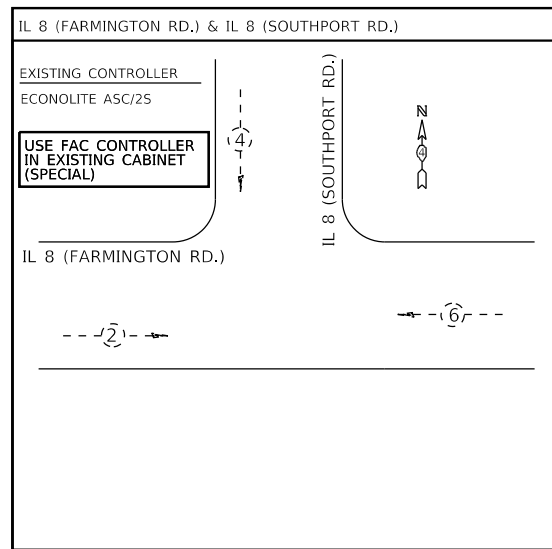 IL 8 (FARMINGTON RD.) & IL 8 (SOUTHPORT RD.)
EXISTING CONTROLLER
ECONOLITE ASC/2S
USE FAC CONTROLLER
IN EXISTING CABINET
(SPECIAL)
4
IL 8 (SOUTHPORT RD.)
N
4
IL 8 (FARMINGTON RD.)
2
6